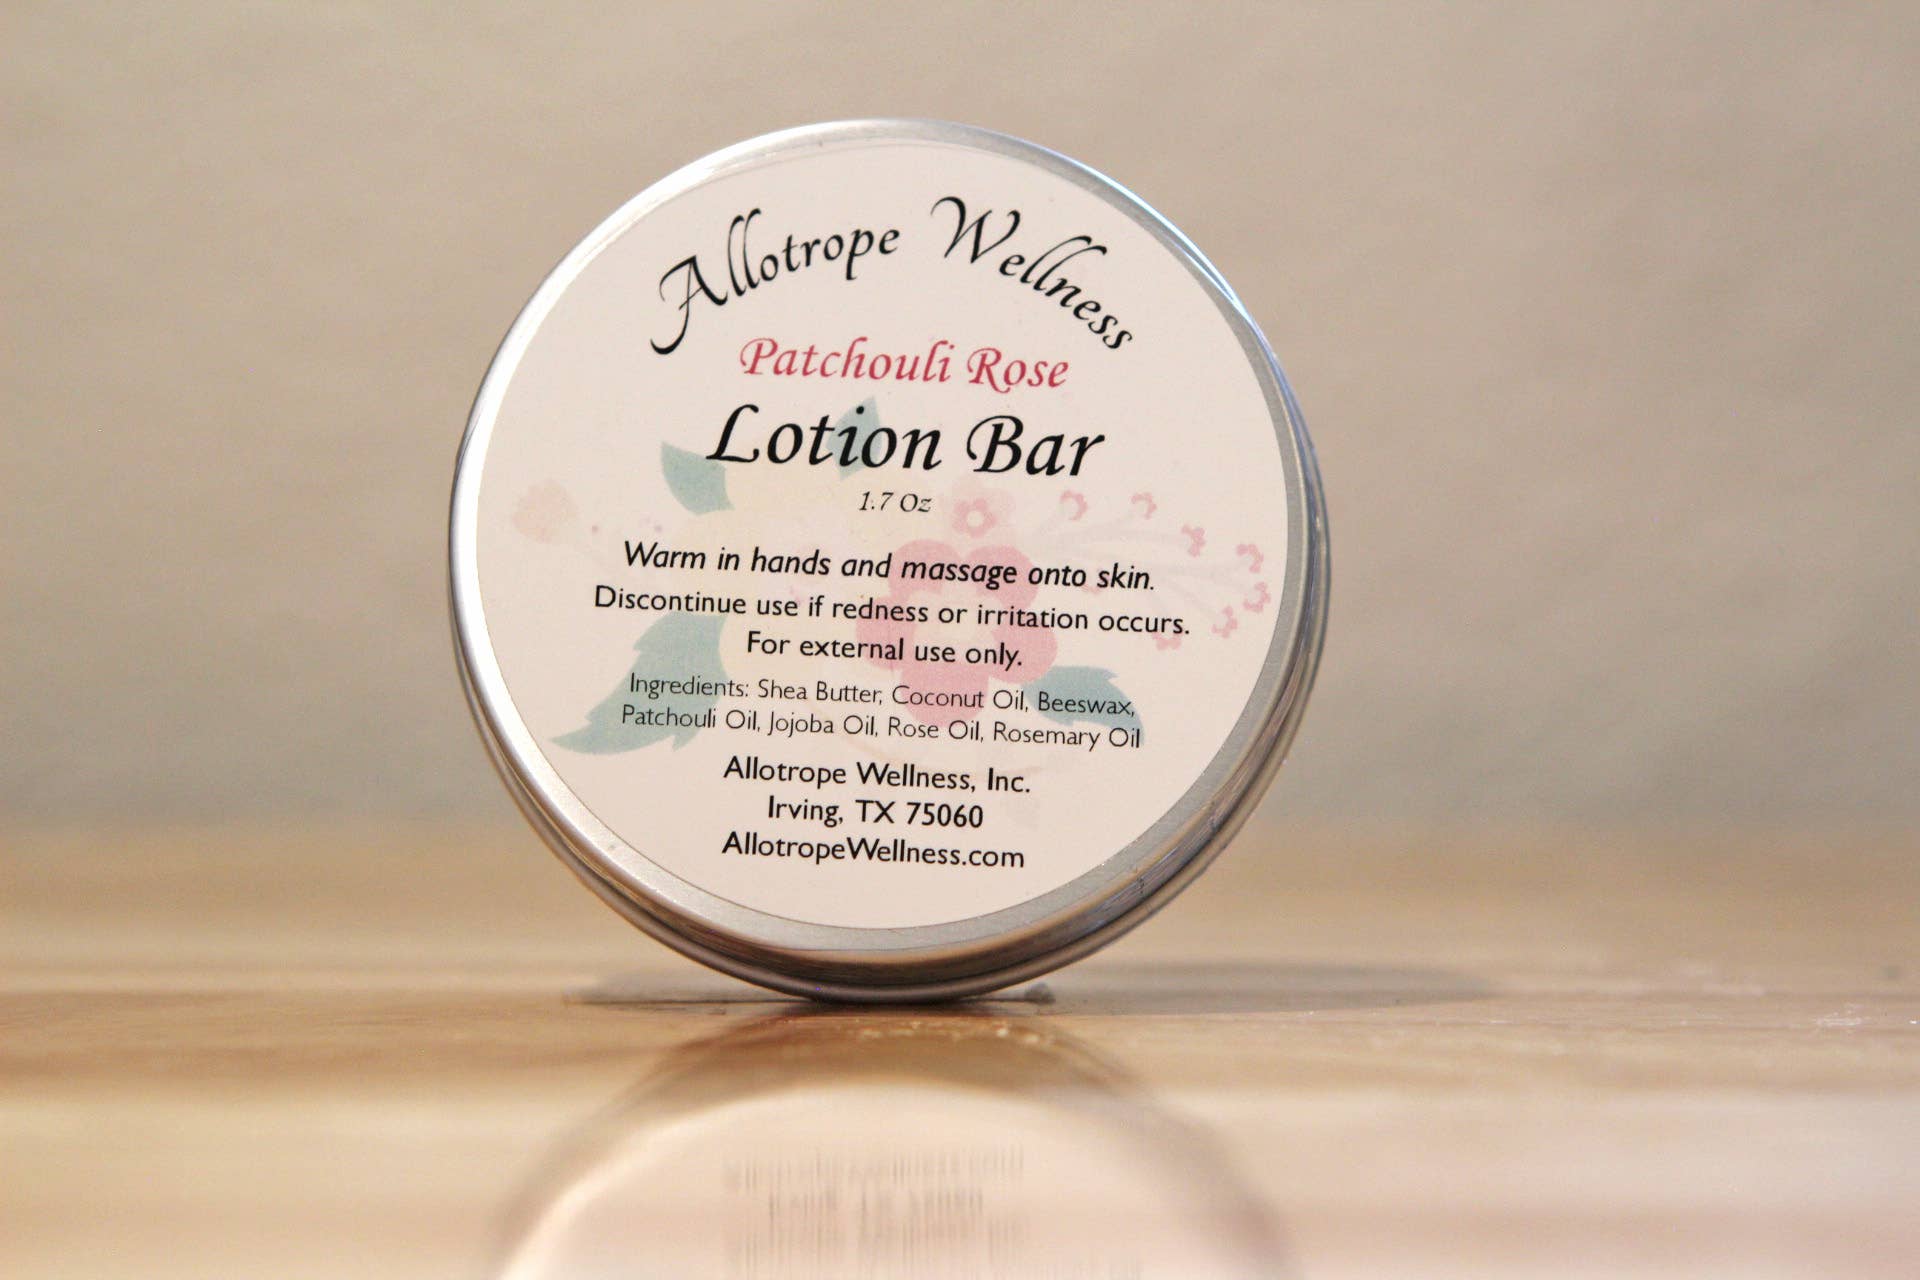 Allotrope Wellness
Patchouli Rose
Lotion Bar
1.7 Oz
Warm in hands and massage onto skin.
Discontinue use if redness or irritation occurs.
For external use only.
Ingredients: Shea Butter, Coconut Oil, Beeswax,
Patchouli Oil, Jojoba Oil, Rose Oil, Rosemary Oil
Allotrope Wellness, Inc.
Irving, TX 75060
AllotropeWellness.com